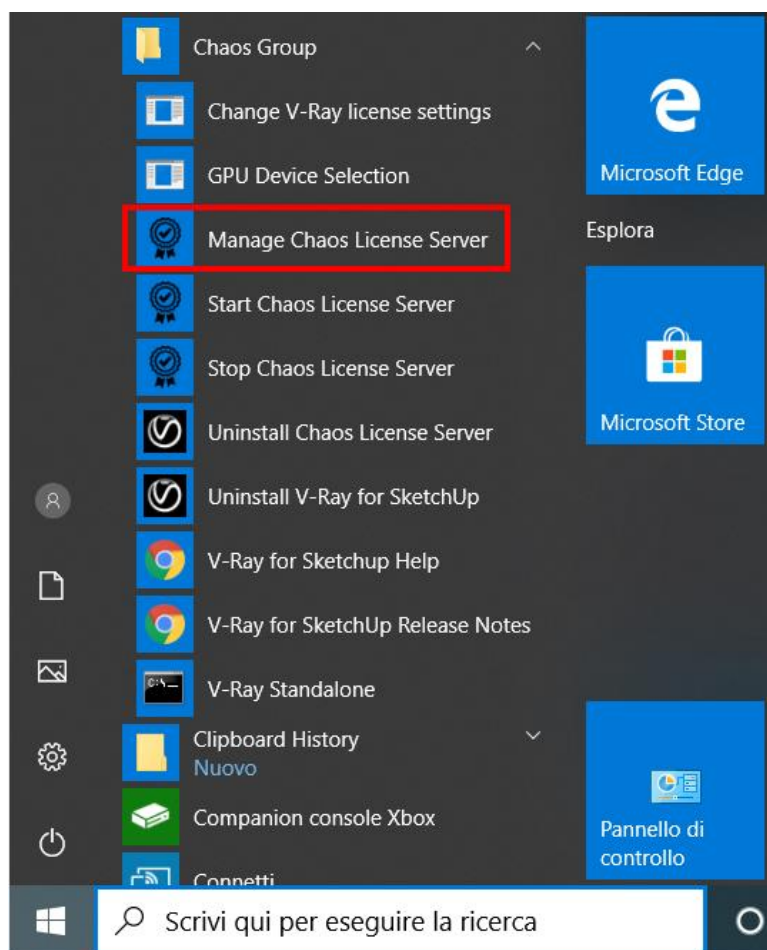 Chaos Group
Change V-Ray license settings
GPU Device Selection
Manage Chaos License Server
Start Chaos License Server
Stop Chaos License Server
Uninstall Chaos License Server
Uninstall V-Ray for SketchUp
V-Ray for Sketchup Help
V-Ray for SketchUp Release Notes
V-Ray Standalone
Clipboard History
Nuovo
Companion console Xbox
Connetti
Microsoft Edge
Esplora
Microsoft Store
Pannello di
controllo
Scrivi qui per eseguire la ricerca